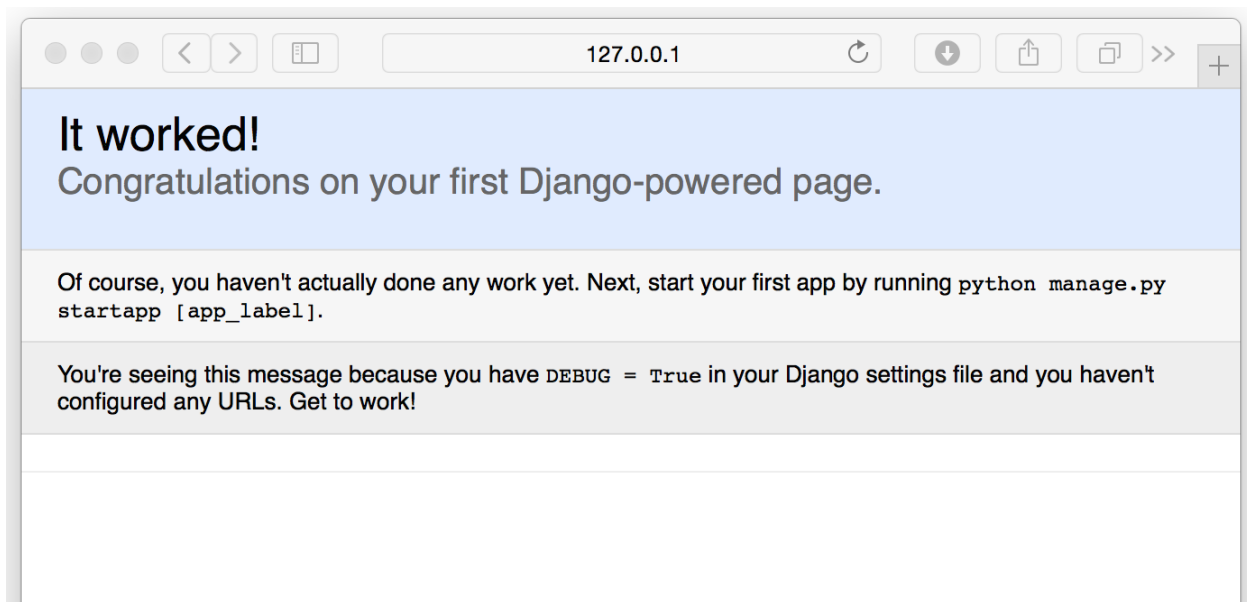 127.0.0.1
It worked!
Congratulations on your first Django-powered page.
Of course, you haven't actually done any work yet. Next, start your first app by running python manage.py
startapp [app_label].
You're seeing this message because you have DEBUG = True in your Django settings file and you haven't
configured any URLs. Get to work!